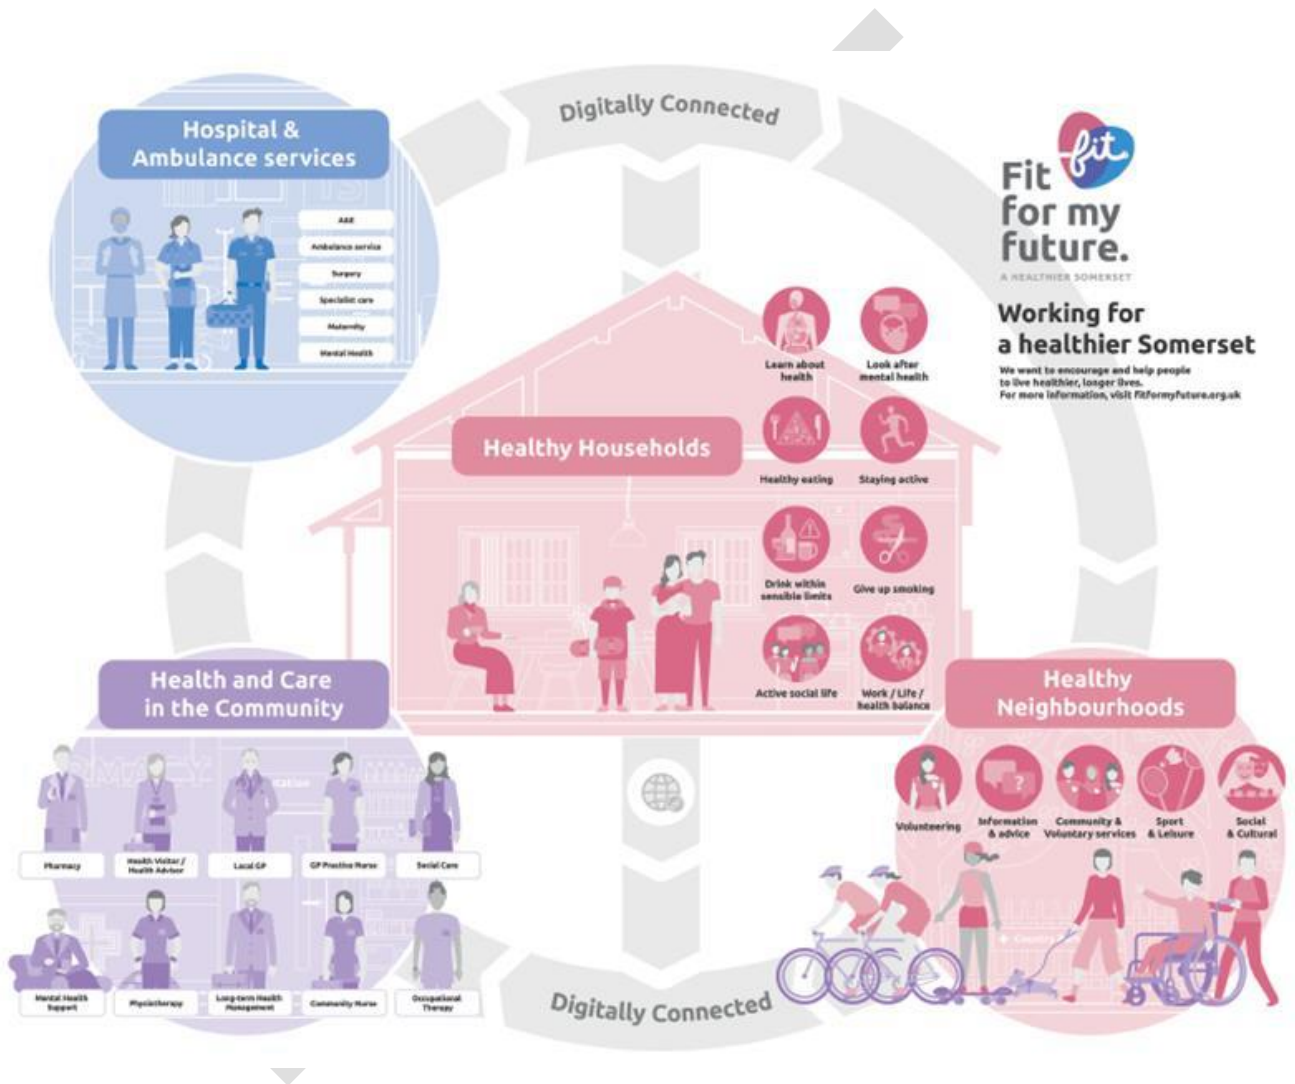 Digitally Connected
Hospital &
Ambulance services
A&E
Ambulance service
Surgery
Specialist care
Maternity
Mental Health
fit
Fit
for my
future.
A HEALTHIER SOMERSET
Working for
a healthier Somerset
We want to encourage and help people
to live healthier, longer lives.
For more information, visit fitformyfuture.org.uk
Healthy Households
Learn about
health
Look after
mental health
Healthy eating
Staying active
Drink within
sensible limits
Give up smoking
Active social life
Work / Life /
health balance
Health and Care
in the Community
Pharmacy
Health Visitor /
Health Advisor
Local GP
GP Practice Nurse
Social Care
Mental Health
Support
Physiotherapy
Long-term Health
Management
Community Nurse
Occupational
Therapy
Healthy
Neighbourhoods
Volunteering
Information
& advice
Community &
Voluntary services
Sport
& Leisure
Social
& Cultural
Digitally Connected